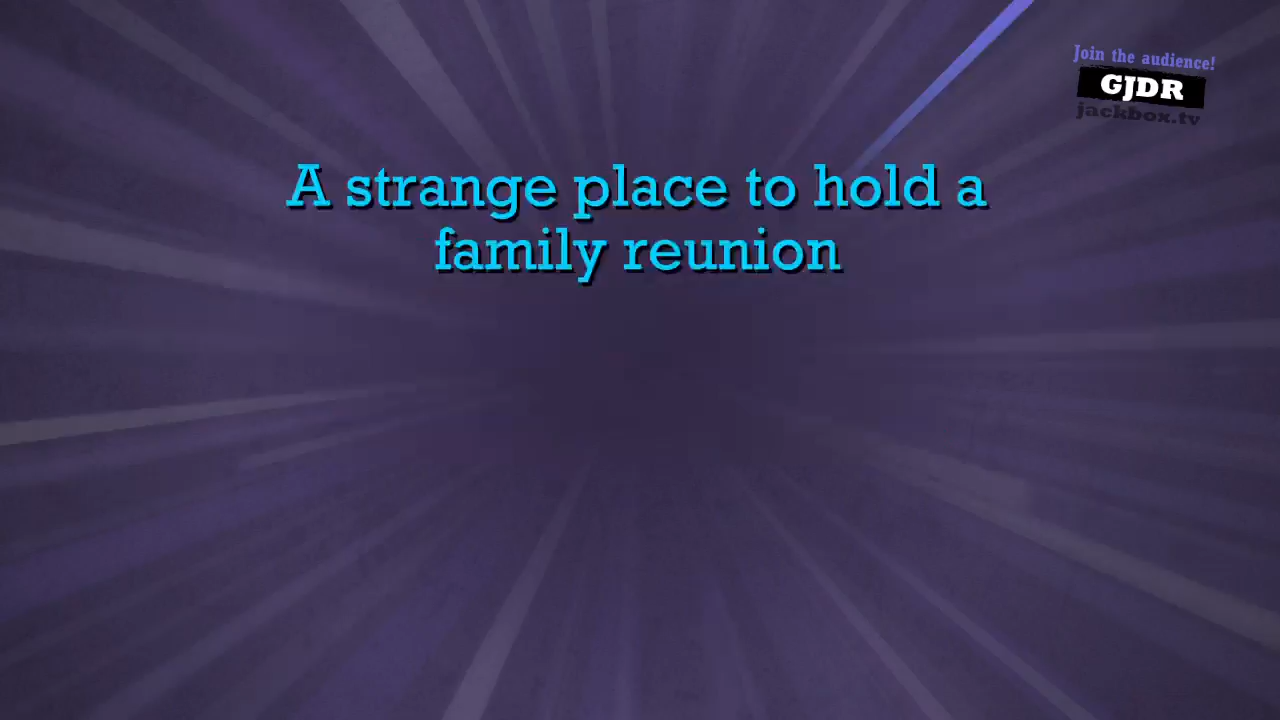 Join the audience!
GJDR
jackbox.tv
A strange place to hold a
family reunion